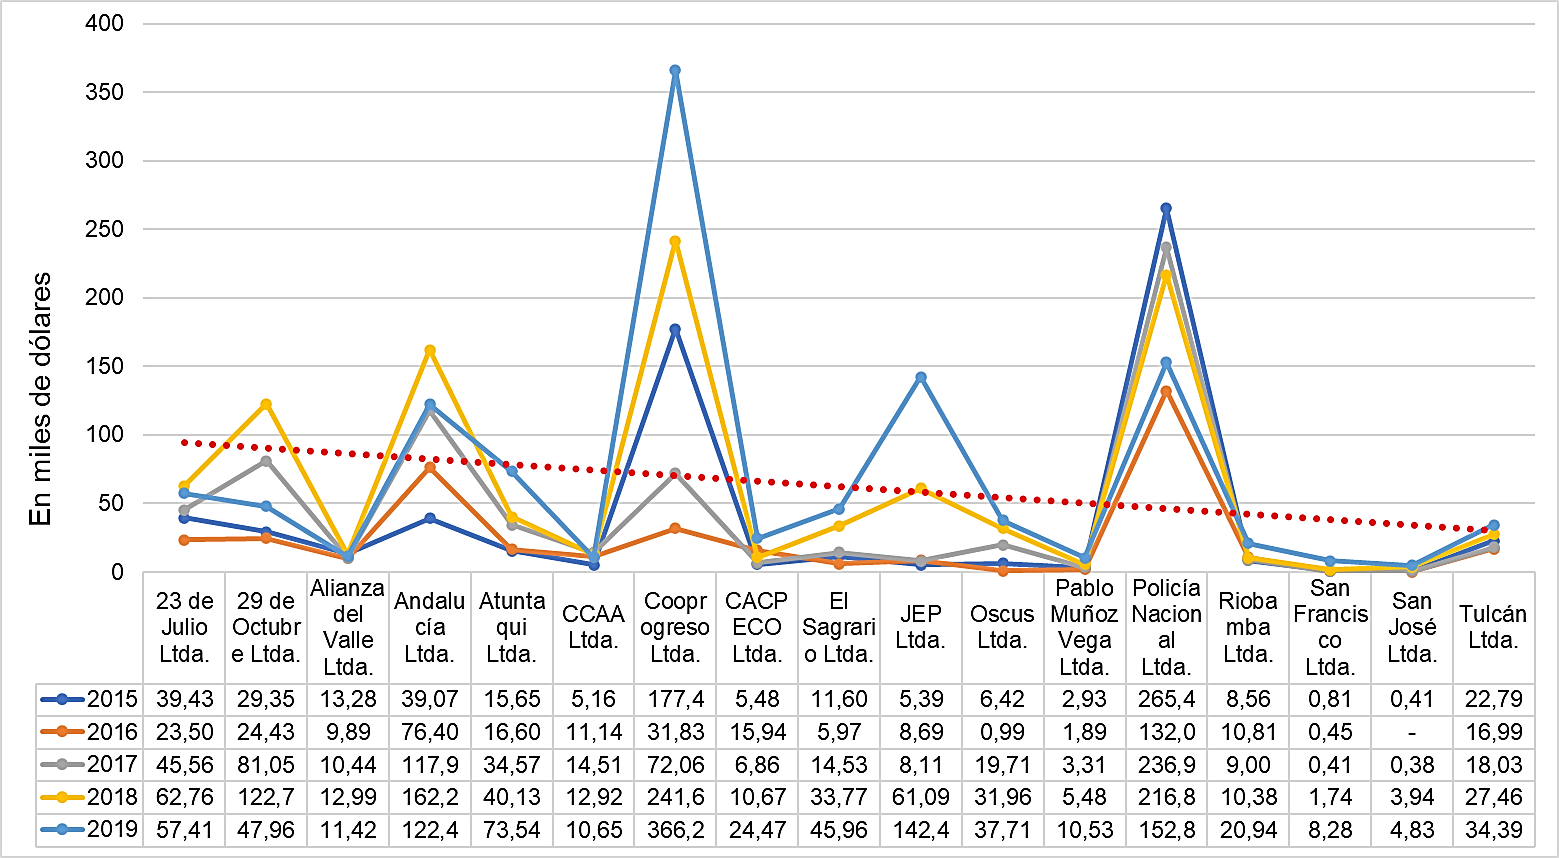 400
350
300
250
200
150
100
50
0
En miles de dólares
23 de
Julio
Ltda.
29 de
Octubr
e Ltda.
Alianza
del
Valle
Ltda.
Andalu
cía
Ltda.
Atunta
qui
Ltda.
CCAA
Ltda.
Coopr
ogreso
Ltda.
CACP
ECO
Ltda.
El
Sagrari
o Ltda.
JEP
Ltda.
Oscus
Ltda.
Pablo
Muñoz
Vega
Ltda.
Policía
Nacion
al
Ltda.
Rioba
mba
Ltda.
San
Francis
co
Ltda.
San
José
Ltda.
Tulcán
Ltda.
2015 39,43 29,35 13,28 39,07 15,65 5,16 177,4 5,48 11,60 5,39 6,42 2,93 265,4 8,56 0,81 0,41 22,79
2016 23,50 24,43 9,89 76,40 16,60 11,14 31,83 15,94 5,97 8,69 0,99 1,89 132,0 10,81 0,45 - 16,99
2017 45,56 81,05 10,44 117,9 34,57 14,51 72,06 6,86 14,53 8,11 19,71 3,31 236,9 9,00 0,41 0,38 18,03
2018 62,76 122,7 12,99 162,2 40,13 12,92 241,6 10,67 33,77 61,09 31,96 5,48 216,8 10,38 1,74 3,94 27,46
2019 57,41 47,96 11,42 122,4 73,54 10,65 366,2 24,47 45,96 142,4 37,71 10,53 152,8 20,94 8,28 4,83 34,39